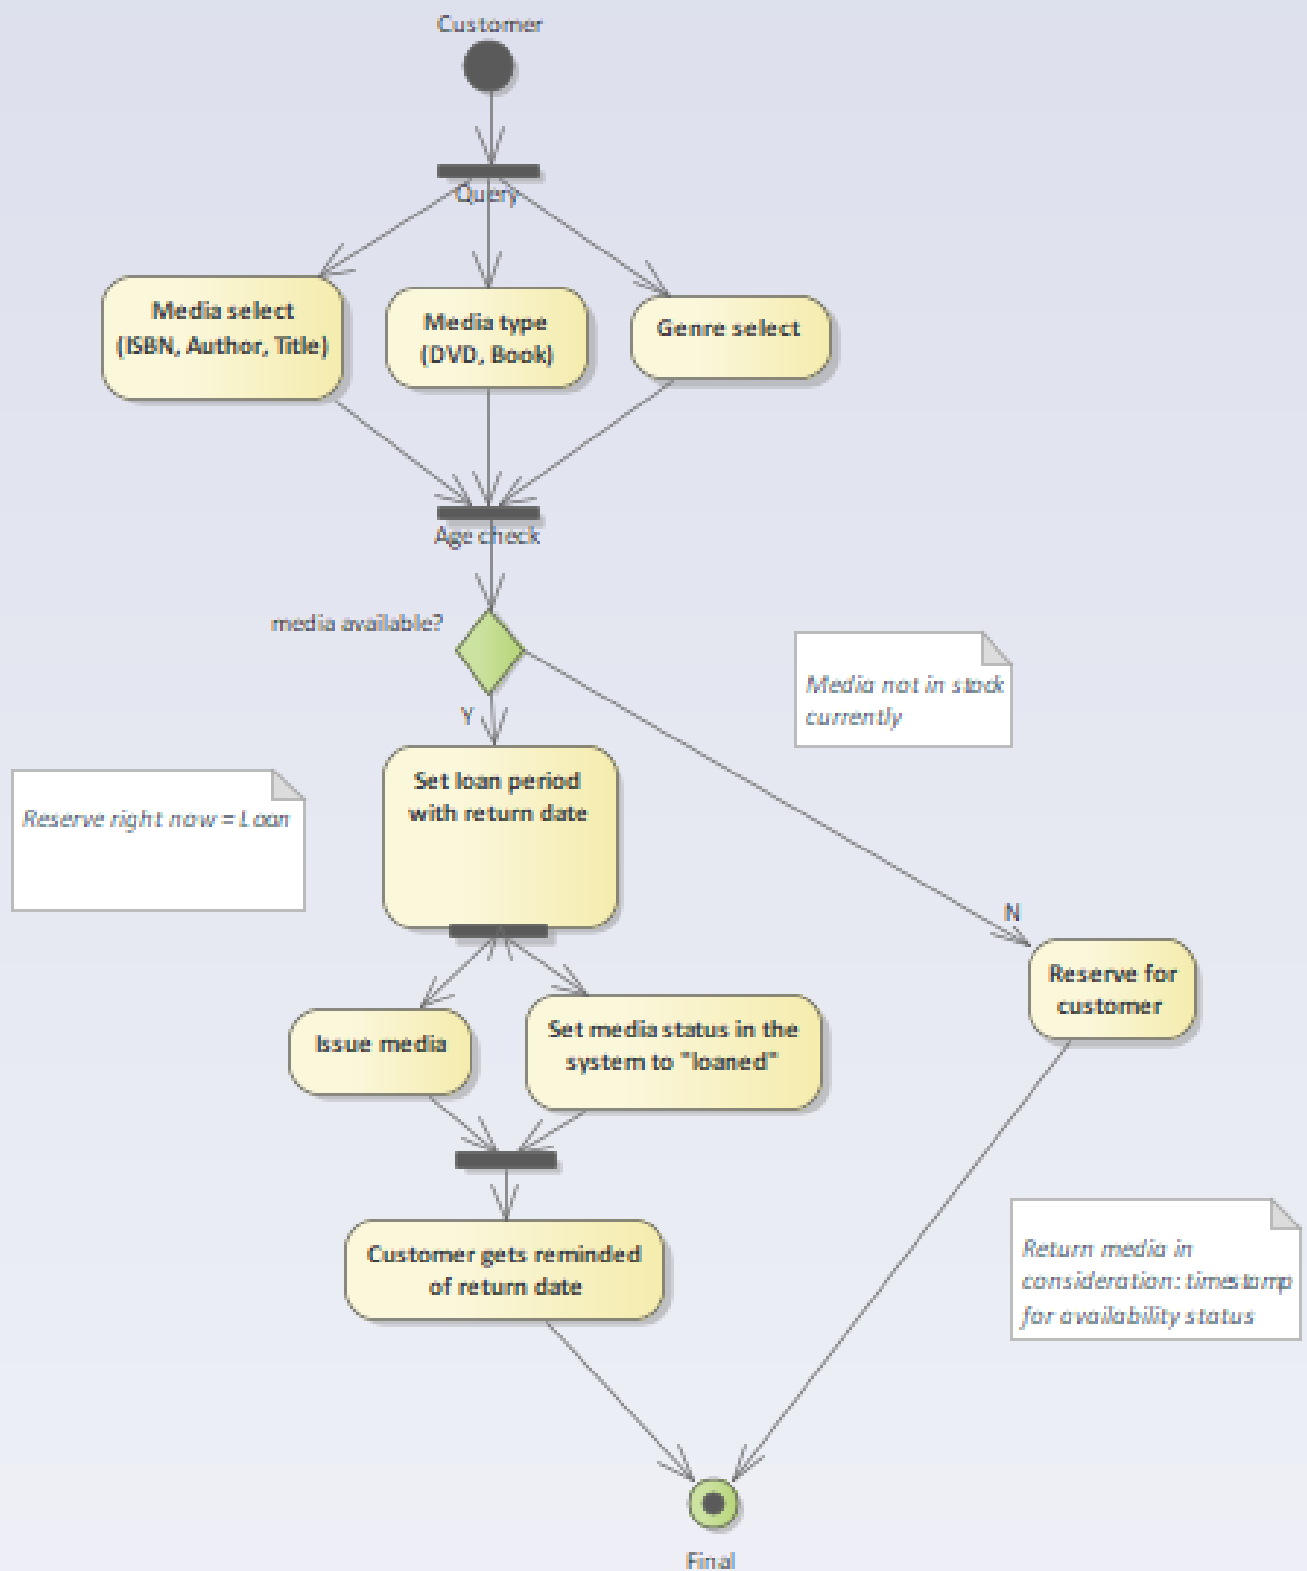 Customer
Query
Media select
(ISBN, Author, Title)
Media type
(DVD, Book)
Genre select
Age check
media available?
Media not in stock
currently
Y
Set loan period
with return date
Reserve right now = Loan
N
Reserve for
customer
Issue media
Set media status in the
system to "loaned"
Customer gets reminded
of return date
Return media in
consideration: timestamp
for availability status
Final